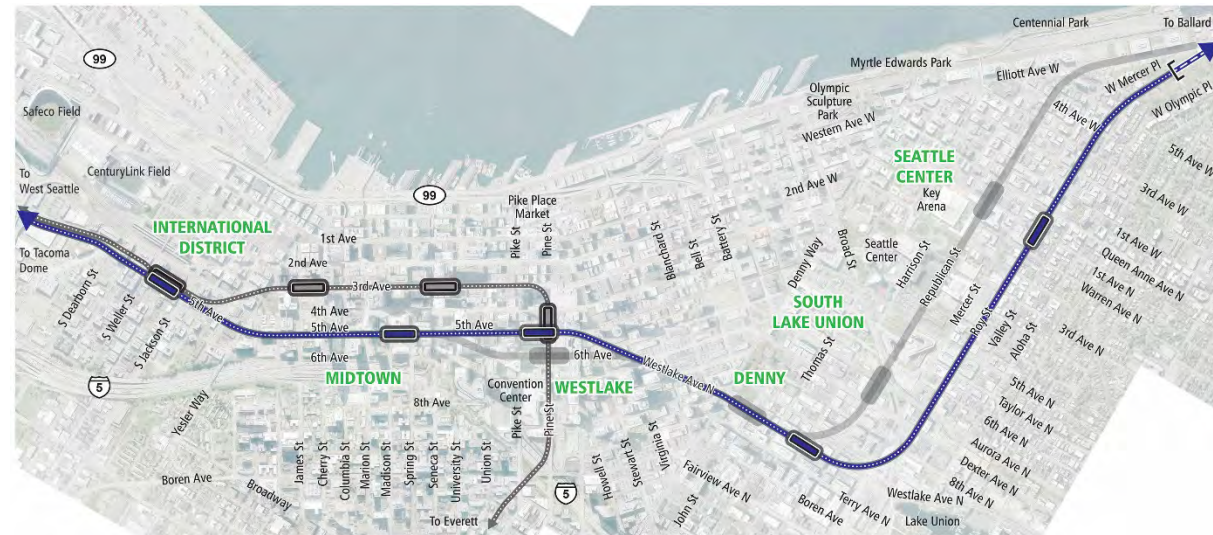 Centennial Park
To Ballard
99
Myrtle Edwards Park
Elliott Ave W
W Mercer Pl
W Olympic Pl
Safeco Field
Olympic
Sculpture
Park
Western Ave W
4th Ave W
5th Ave W
3rd Ave W
CenturyLink Field
To
West Seattle
SEATTLE
CENTER
2nd Ave W
Key
Arena
99
Pike Place
Market
INTERNATIONAL
DISTRICT
1st Ave
Pike St
Pine St
Blanchard St
Bell St
Battery St
Denny Way
Broad St
Seattle
Center
Harrison St
Republican St
1st Ave W
Queen Anne Ave N
1st Ave N
Warren Ave N
To Tacoma
Dome
2nd Ave
3rd Ave
S Dearborn St
S Weller St
S Jackson St
5th Ave
4th Ave
5th Ave
5th Ave
SOUTH
LAKE UNION
Mercer St
Roy St
Valley St
Aloha St
3rd Ave N
6th Ave
6th Ave
Westlake Ave N
Thomas St
5
MIDTOWN
WESTLAKE
DENNY
5th Ave N
Taylor Ave N
6th Ave N
Aurora Ave N
Dexter Ave N
8th Ave N
Westlake Ave N
Yesler Way
8th Ave
Convention
Center
Pike St
Pine St
James St
Cherry St
Columbia St
Marion St
Madison St
Spring St
Seneca St
University St
Union St
Howell St
Stewart St
Virginia St
Fairview Ave N
John St
Boren Ave
Terry Ave N
Lake Union
Boren Ave
Broadway
5
To Everett